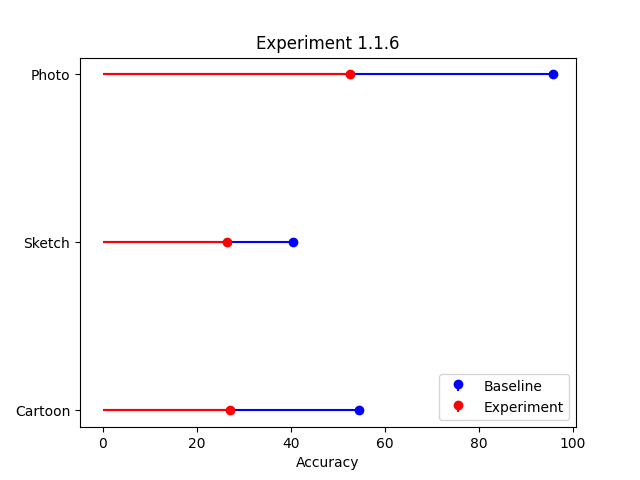 Experiment 1.1.6
Photo
Sketch
Cartoon
Baseline
Experiment
0 20 40 60 80 100
Accuracy